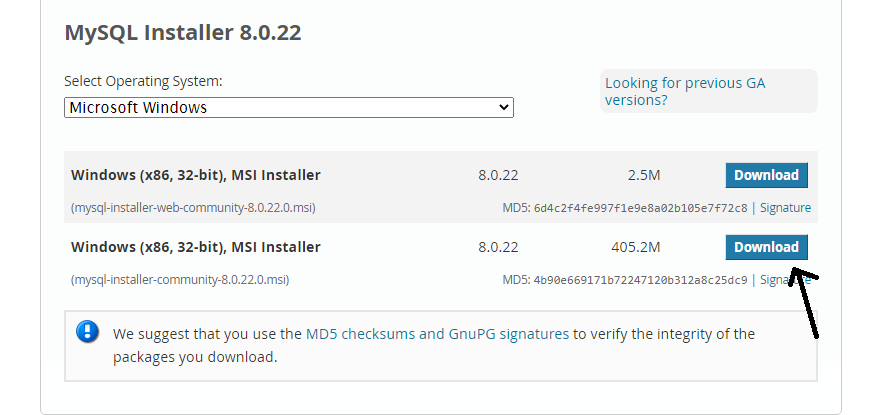 MySQL Installer 8.0.22
Select Operating System:
Looking for previous GA
versions?
Microsoft Windows
Windows (x86, 32-bit), MSI Installer 8.0.22 2.5M Download
(mysql-installer-web-community-8.0.22.0.msi) MD5: 6d4c2f4fe997f1e9e8a02b105e7f72c8 | Signature
Windows (x86, 32-bit), MSI Installer 8.0.22 405.2M Download
(mysql-installer-community-8.0.22.0.msi) MD5: 4b90e669171b72247120b312a8c25dc9 | Signature
We suggest that you use the MD5 checksums and GnuPG signatures to verify the integrity of the
packages you download.